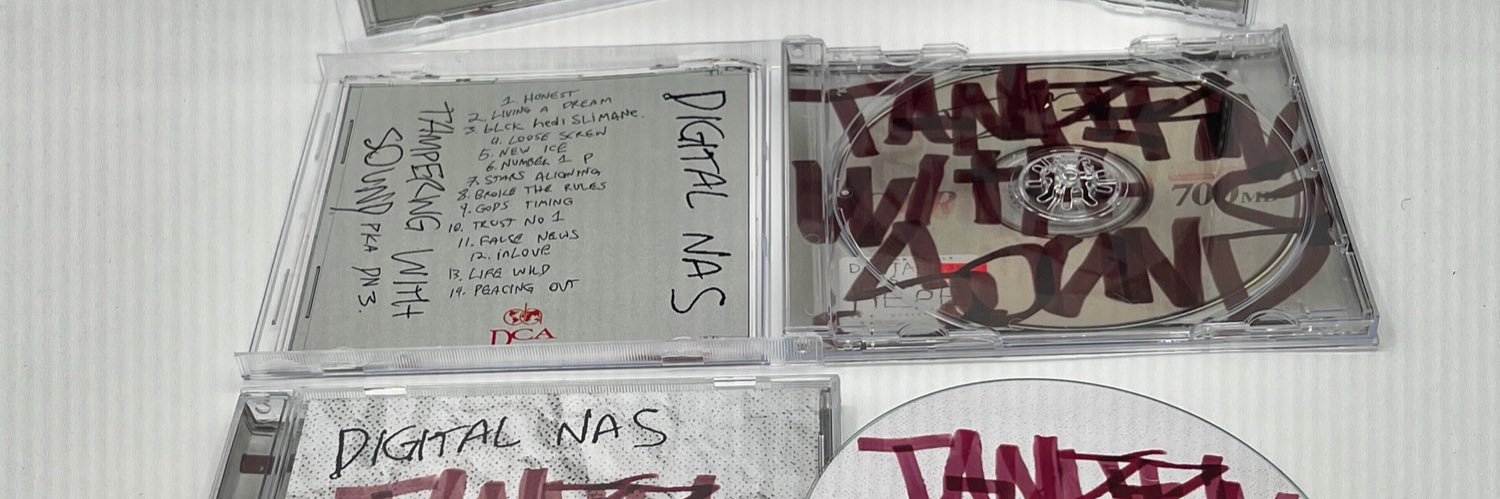 1. HONEST
2. LIVING A DREAM
3. bLCK hedi SLIMANE.
4. LOOSE SCREW
5. NEW ICE
6. NUMBER 1 P
7. STARS ALIGNING
8. BROKE THE RULES
9. GODS TIMING
10. TRUST NO 1
11. FALSE NEWS
12. inLOVE
13. LIFE WILD
14. PEACING OUT
DCA
TAMPERING WITH
SOUND PKA PN3.
DIGITAL NAS
WITH
SOUND
700 MB
DIGITAL NAS